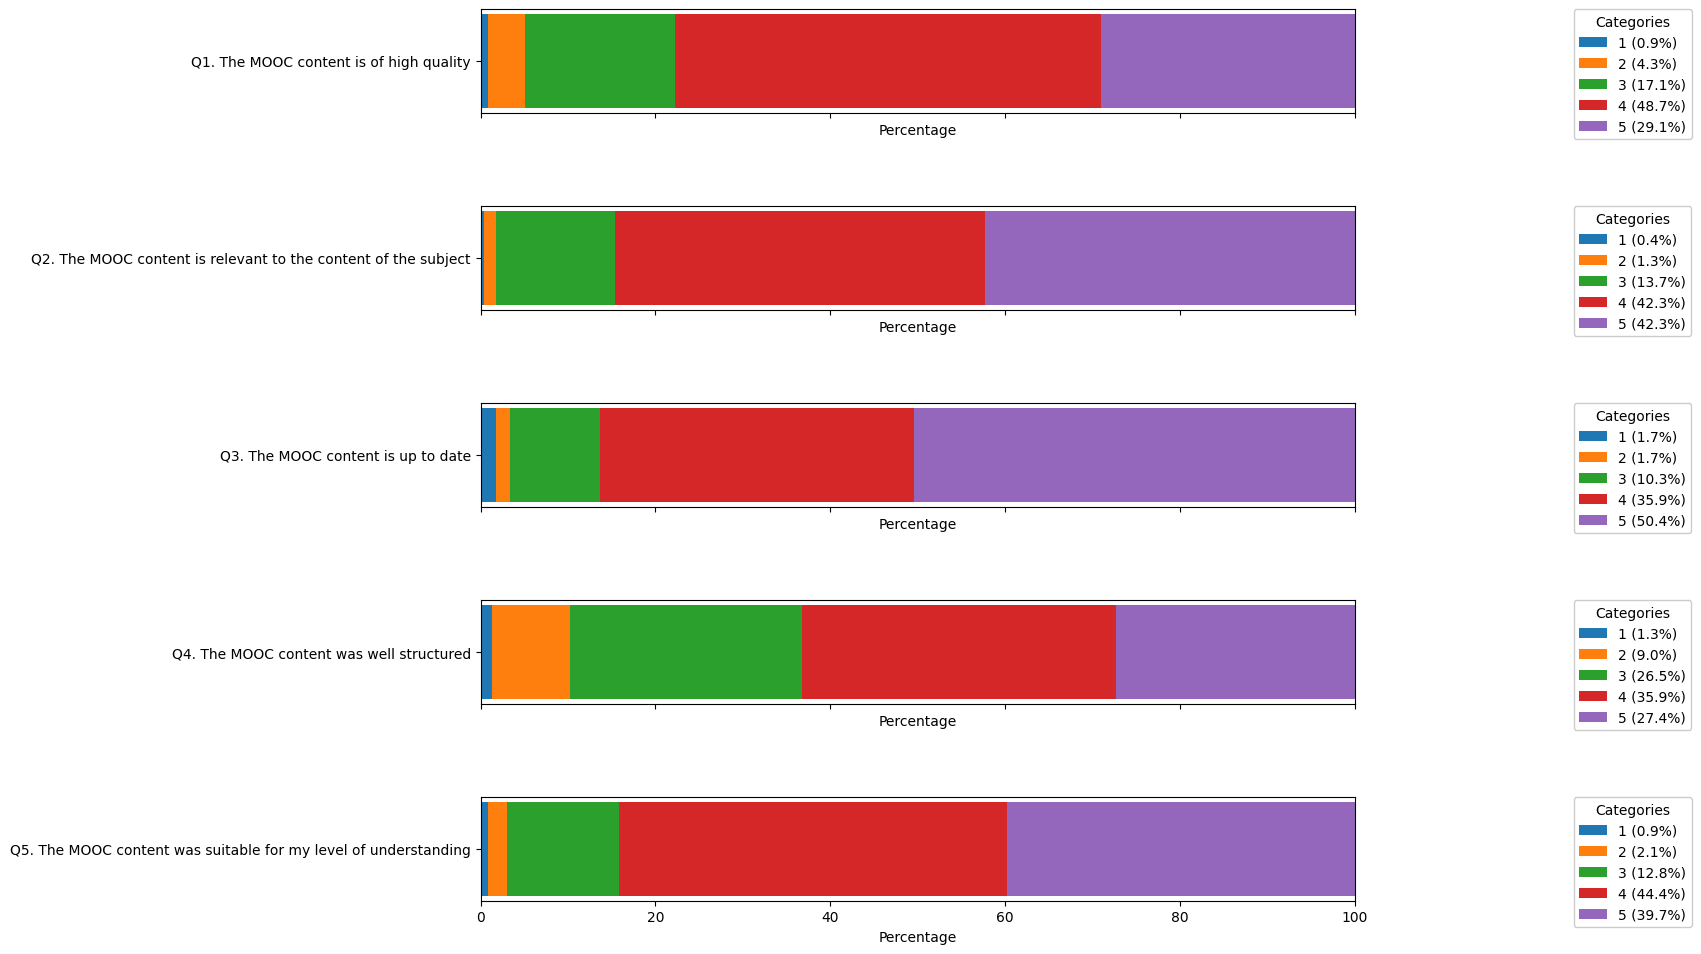 Q1. The MOOC content is of high quality
Percentage
Categories
1 (0.9%)
2 (4.3%)
3 (17.1%)
4 (48.7%)
5 (29.1%)
Q2. The MOOC content is relevant to the content of the subject
Percentage
Categories
1 (0.4%)
2 (1.3%)
3 (13.7%)
4 (42.3%)
5 (42.3%)
Q3. The MOOC content is up to date
Percentage
Categories
1 (1.7%)
2 (1.7%)
3 (10.3%)
4 (35.9%)
5 (50.4%)
Q4. The MOOC content was well structured
Percentage
Categories
1 (1.3%)
2 (9.0%)
3 (26.5%)
4 (35.9%)
5 (27.4%)
Q5. The MOOC content was suitable for my level of understanding
0 20 40 60 80 100
Percentage
Categories
1 (0.9%)
2 (2.1%)
3 (12.8%)
4 (44.4%)
5 (39.7%)